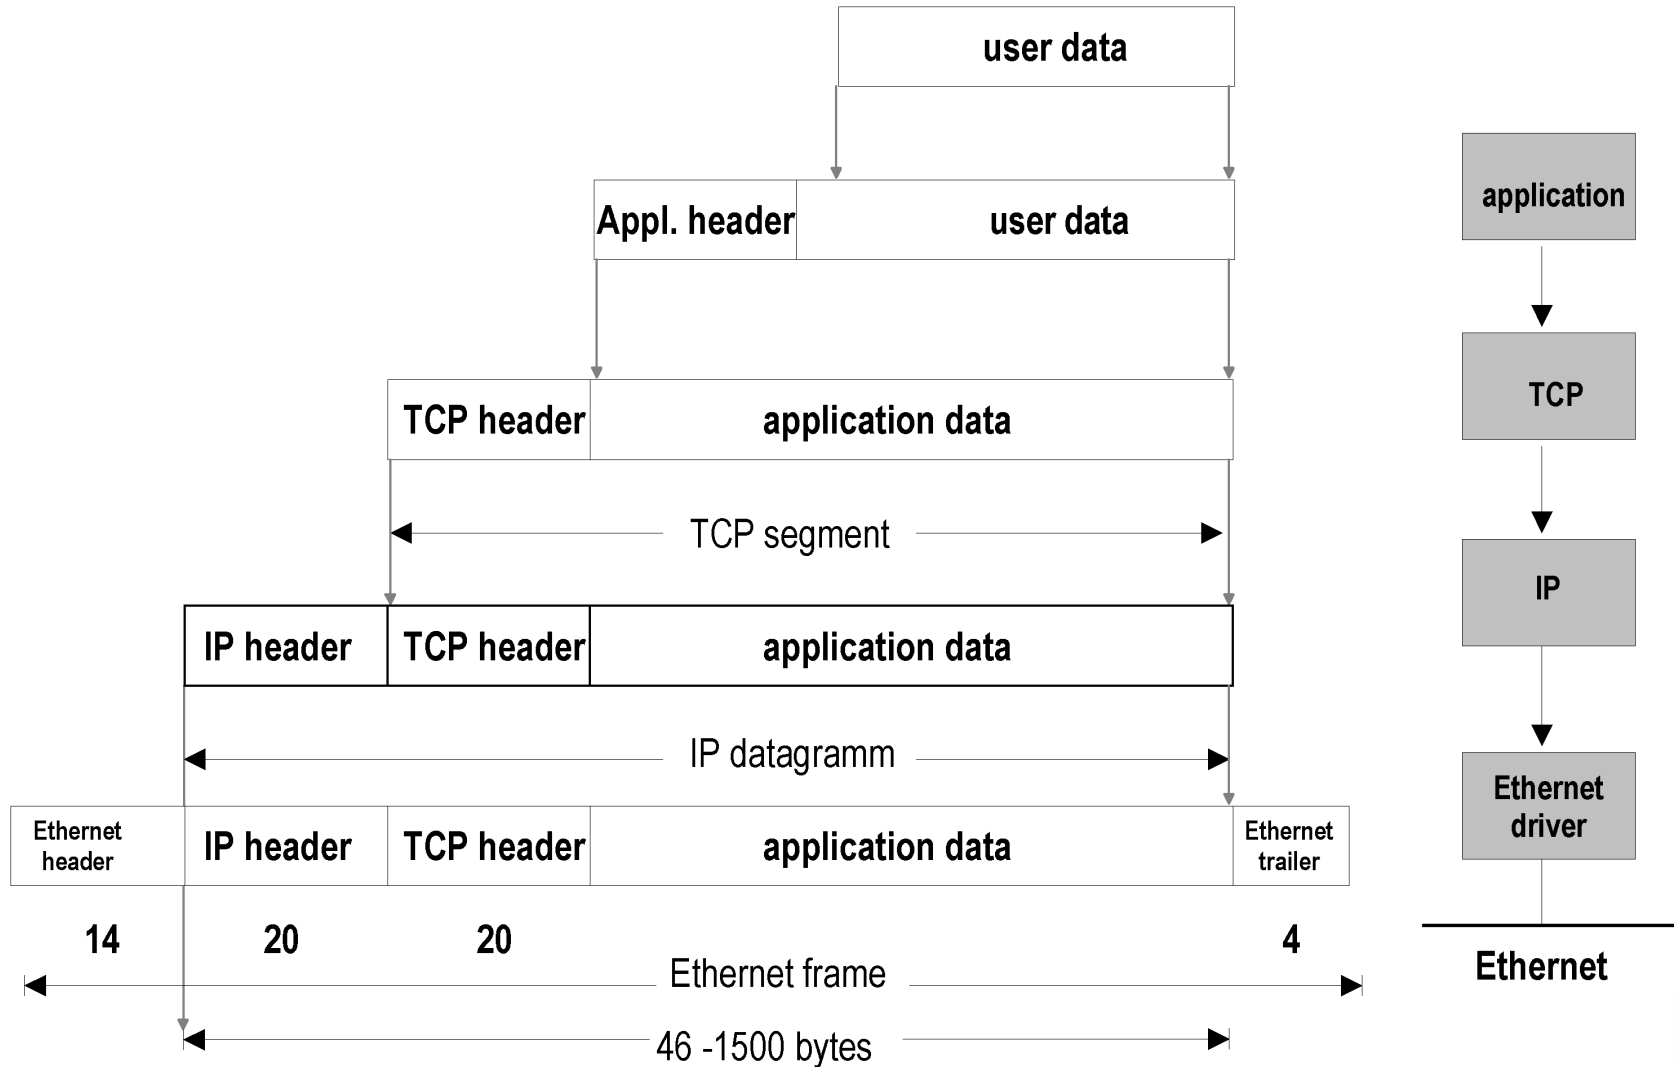 user data
Appl. header user data
application
TCP header application data
TCP
TCP segment
IP header TCP header application data
IP
IP datagramm
Ethernet
header
IP header TCP header application data
Ethernet
trailer
Ethernet
driver
14 20 20 4
Ethernet frame
Ethernet
46 -1500 bytes